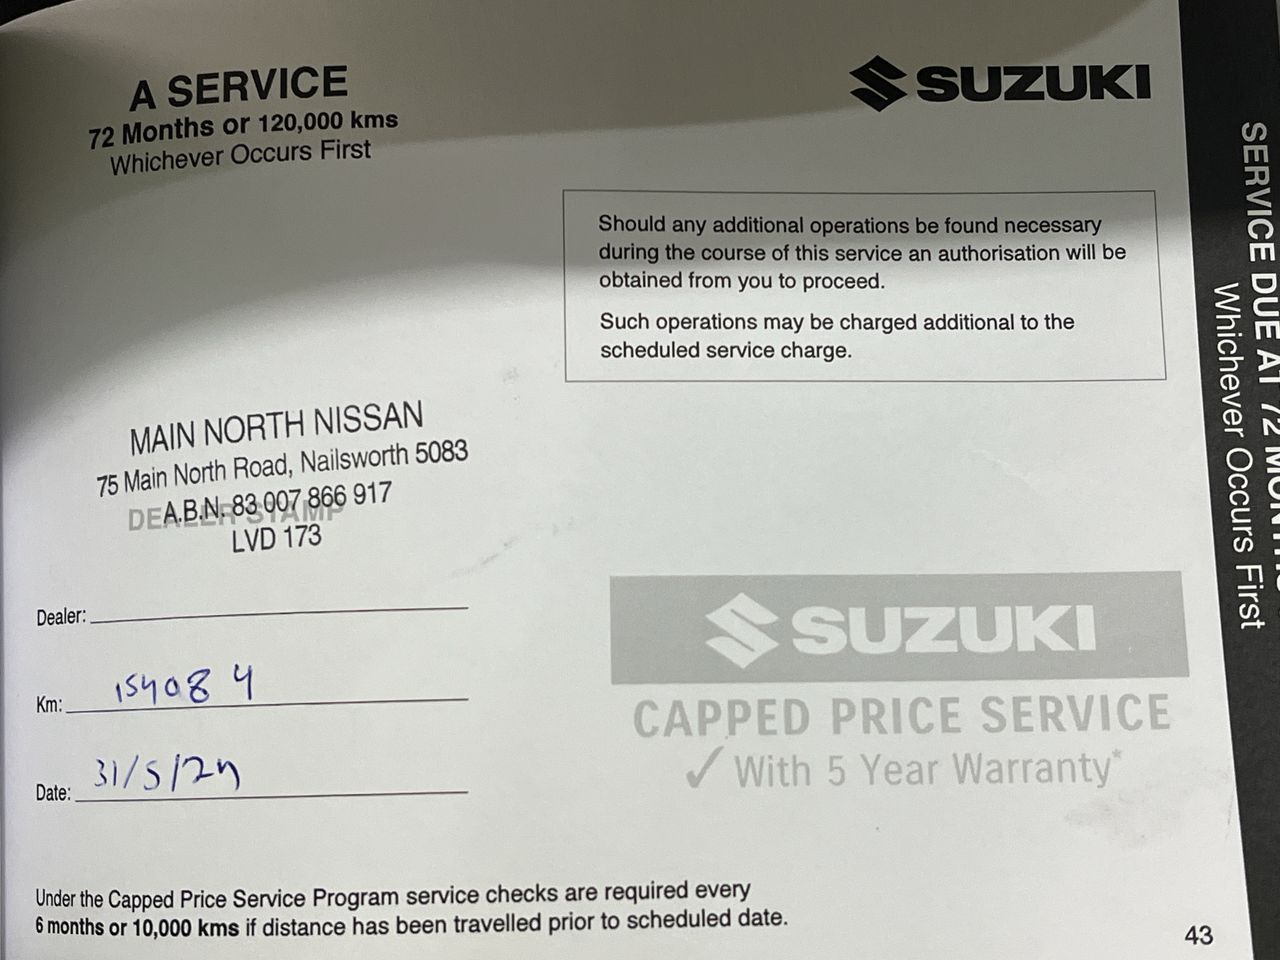 A SERVICE
72 Months or 120,000 kms
Whichever Occurs First
SUZUKI
Should any additional operations be found necessary
during the course of this service an authorisation will be
obtained from you to proceed.
Such operations may be charged additional to the
scheduled service charge.
MAIN NORTH NISSAN
75 Main North Road, Nailsworth 5083
A.B.N. 83 007 866 917
DEALER STAMP
LVD 173
Dealer:
Km: 154084
Date: 31/5/24
SUZUKI
CAPPED PRICE SERVICE
✓ With 5 Year Warranty*
Under the Capped Price Service Program service checks are required every
6 months or 10,000 kms if distance has been travelled prior to scheduled date.
43
SERVICE DUE AT 72 MONTHS
Whichever Occurs First